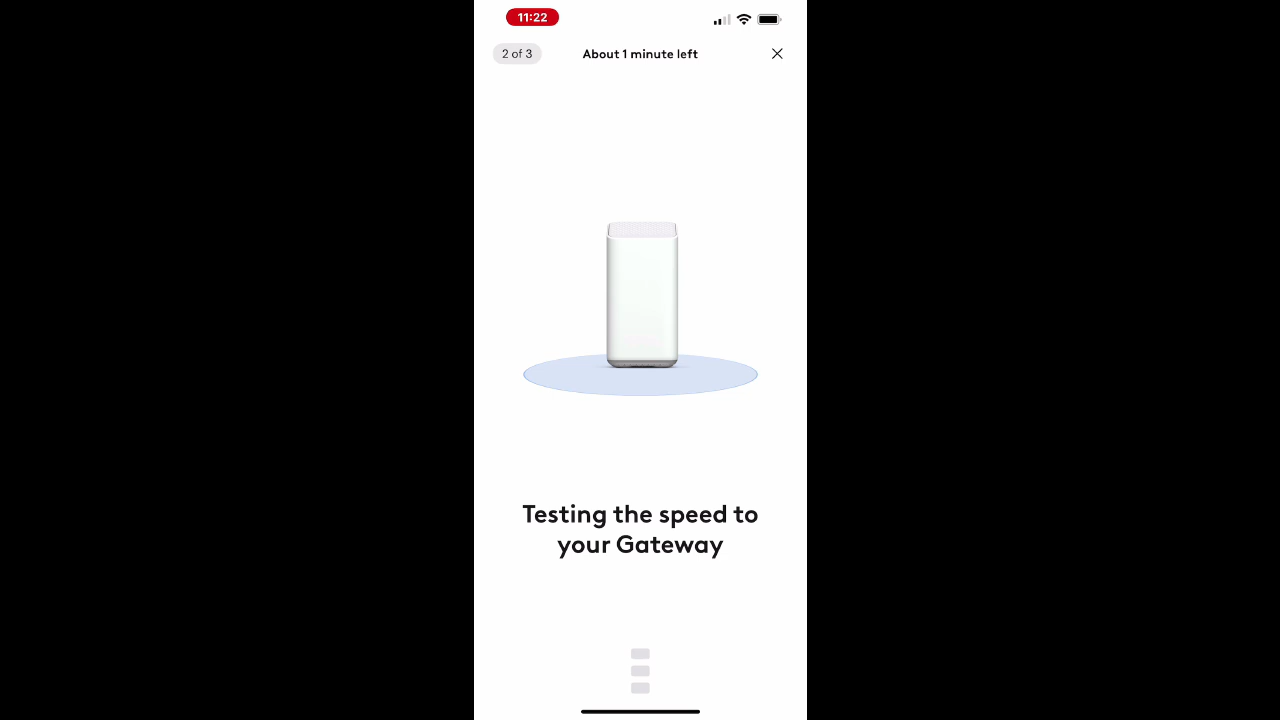 11:22
2 of 3
About 1 minute left
Testing the speed to
your Gateway